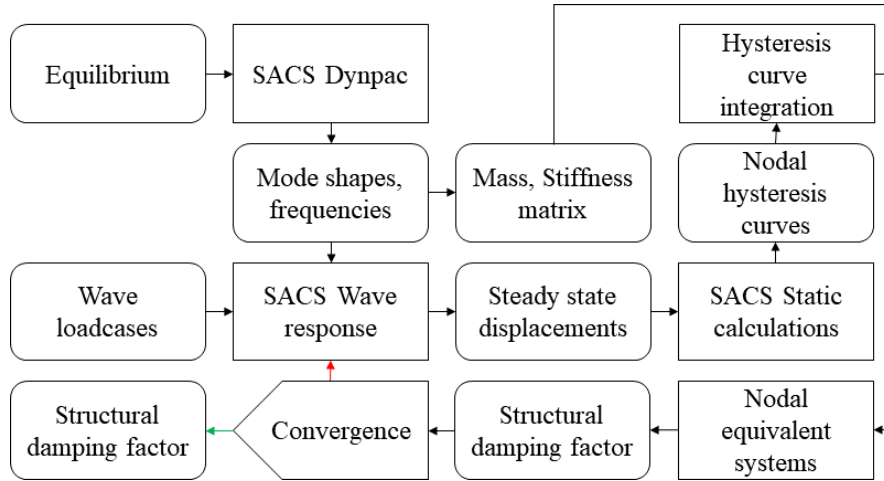 Equilibrium
SACS Dynpac
Hysteresis
curve
integration
Mode shapes,
frequencies
Mass, Stiffness
matrix
Nodal
hysteresis
curves
Wave
loadcases
SACS Wave
response
Steady state
displacements
SACS Static
calculations
Structural
damping factor
Convergence
Structural
damping factor
Nodal
equivalent
systems